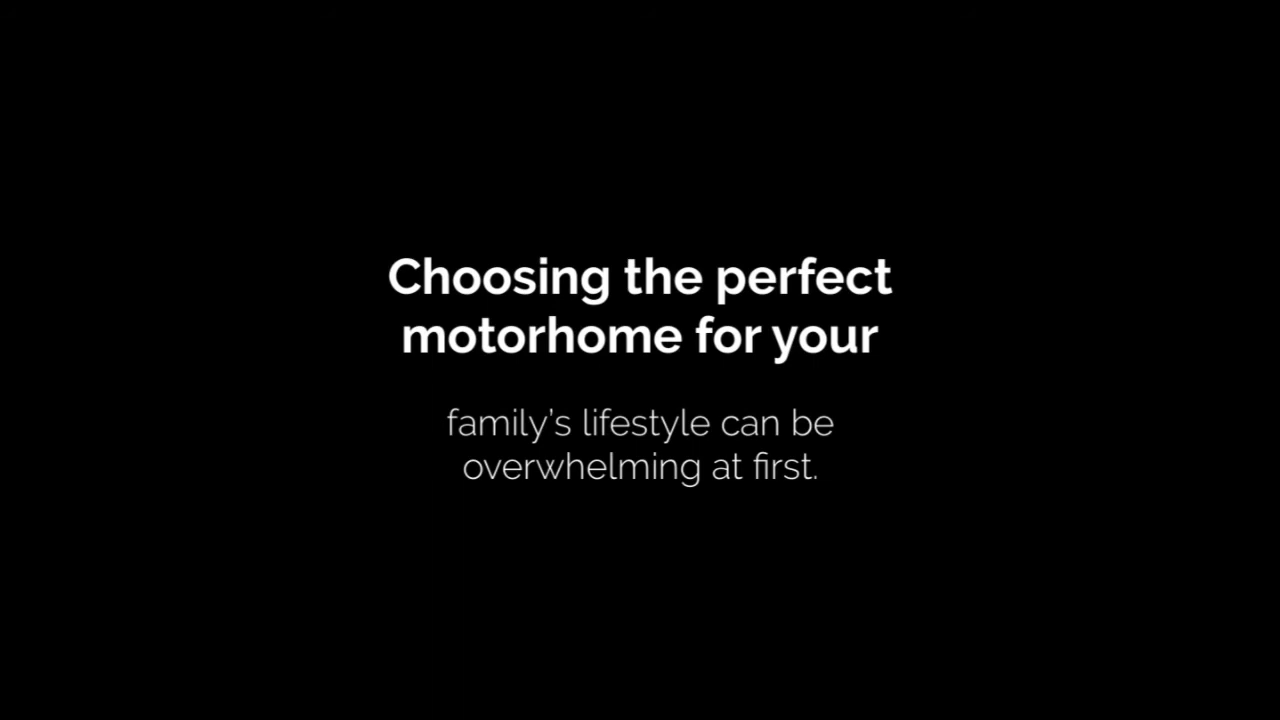 Choosing the perfect
motorhome for your
family’s lifestyle can be
overwhelming at first.